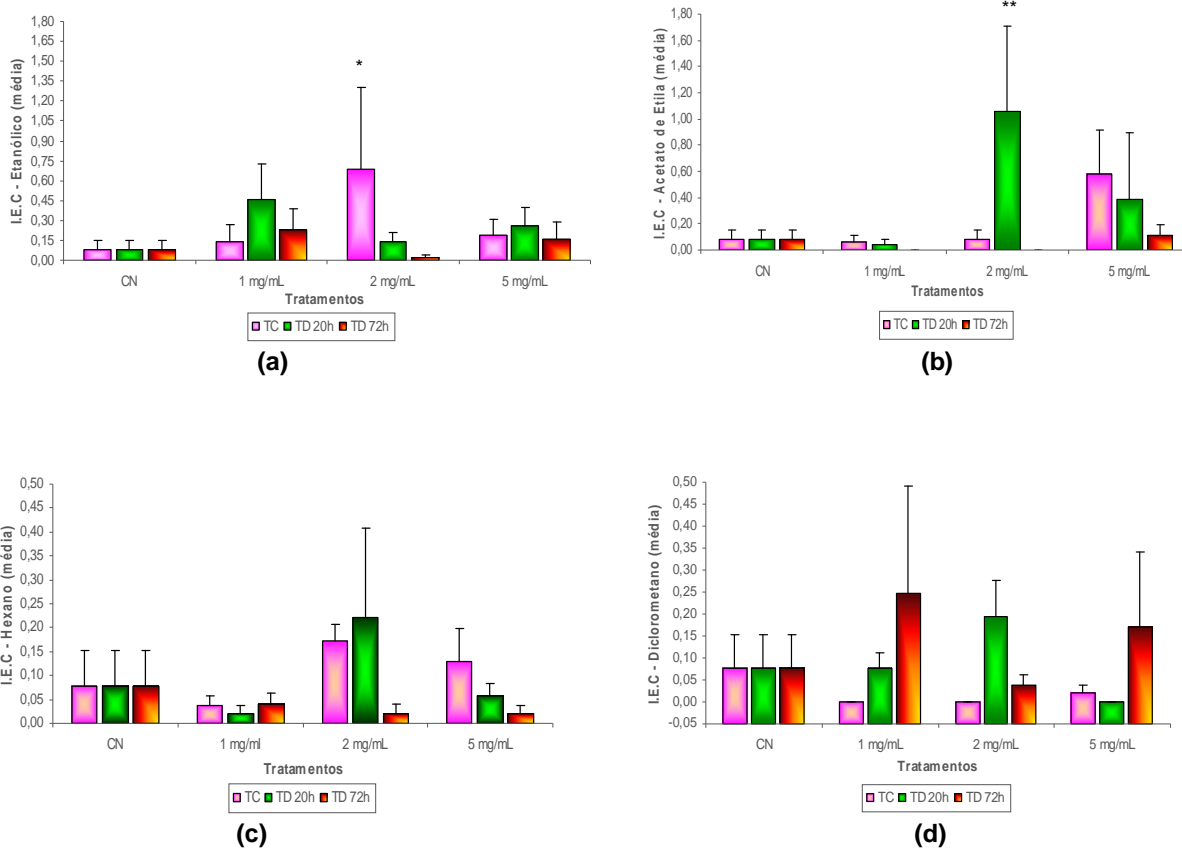 I.E.C - Etanólico (média)
1,80
1,65
1,50
1,35
1,20
1,05
0,90
0,75
0,60
0,45
0,30
0,15
0,00
*
CN
1 mg/mL
2 mg/mL
5 mg/mL
Tratamentos
TC TD 20h TD 72h
(a)
I.E.C - Acetato de Etila (média)
1,80
1,60
1,40
1,20
1,00
0,80
0,60
0,40
0,20
0,00
**
CN
1 mg/mL
2 mg/mL
5 mg/mL
Tratamentos
TC TD 20h TD 72h
(b)
I.E.C - Hexano (média)
0,50
0,45
0,40
0,35
0,30
0,25
0,20
0,15
0,10
0,05
0,00
CN
1 mg/ml
2 mg/mL
5 mg/mL
Tratamentos
TC TD 20h TD 72h
(c)
I.E.C - Diclorometano (média)
0,50
0,45
0,40
0,35
0,30
0,25
0,20
0,15
0,10
0,05
0,00
-0,05
CN
1 mg/mL
2 mg/mL
5 mg/mL
Tratamentos
TC TD 20h TD 72h
(d)